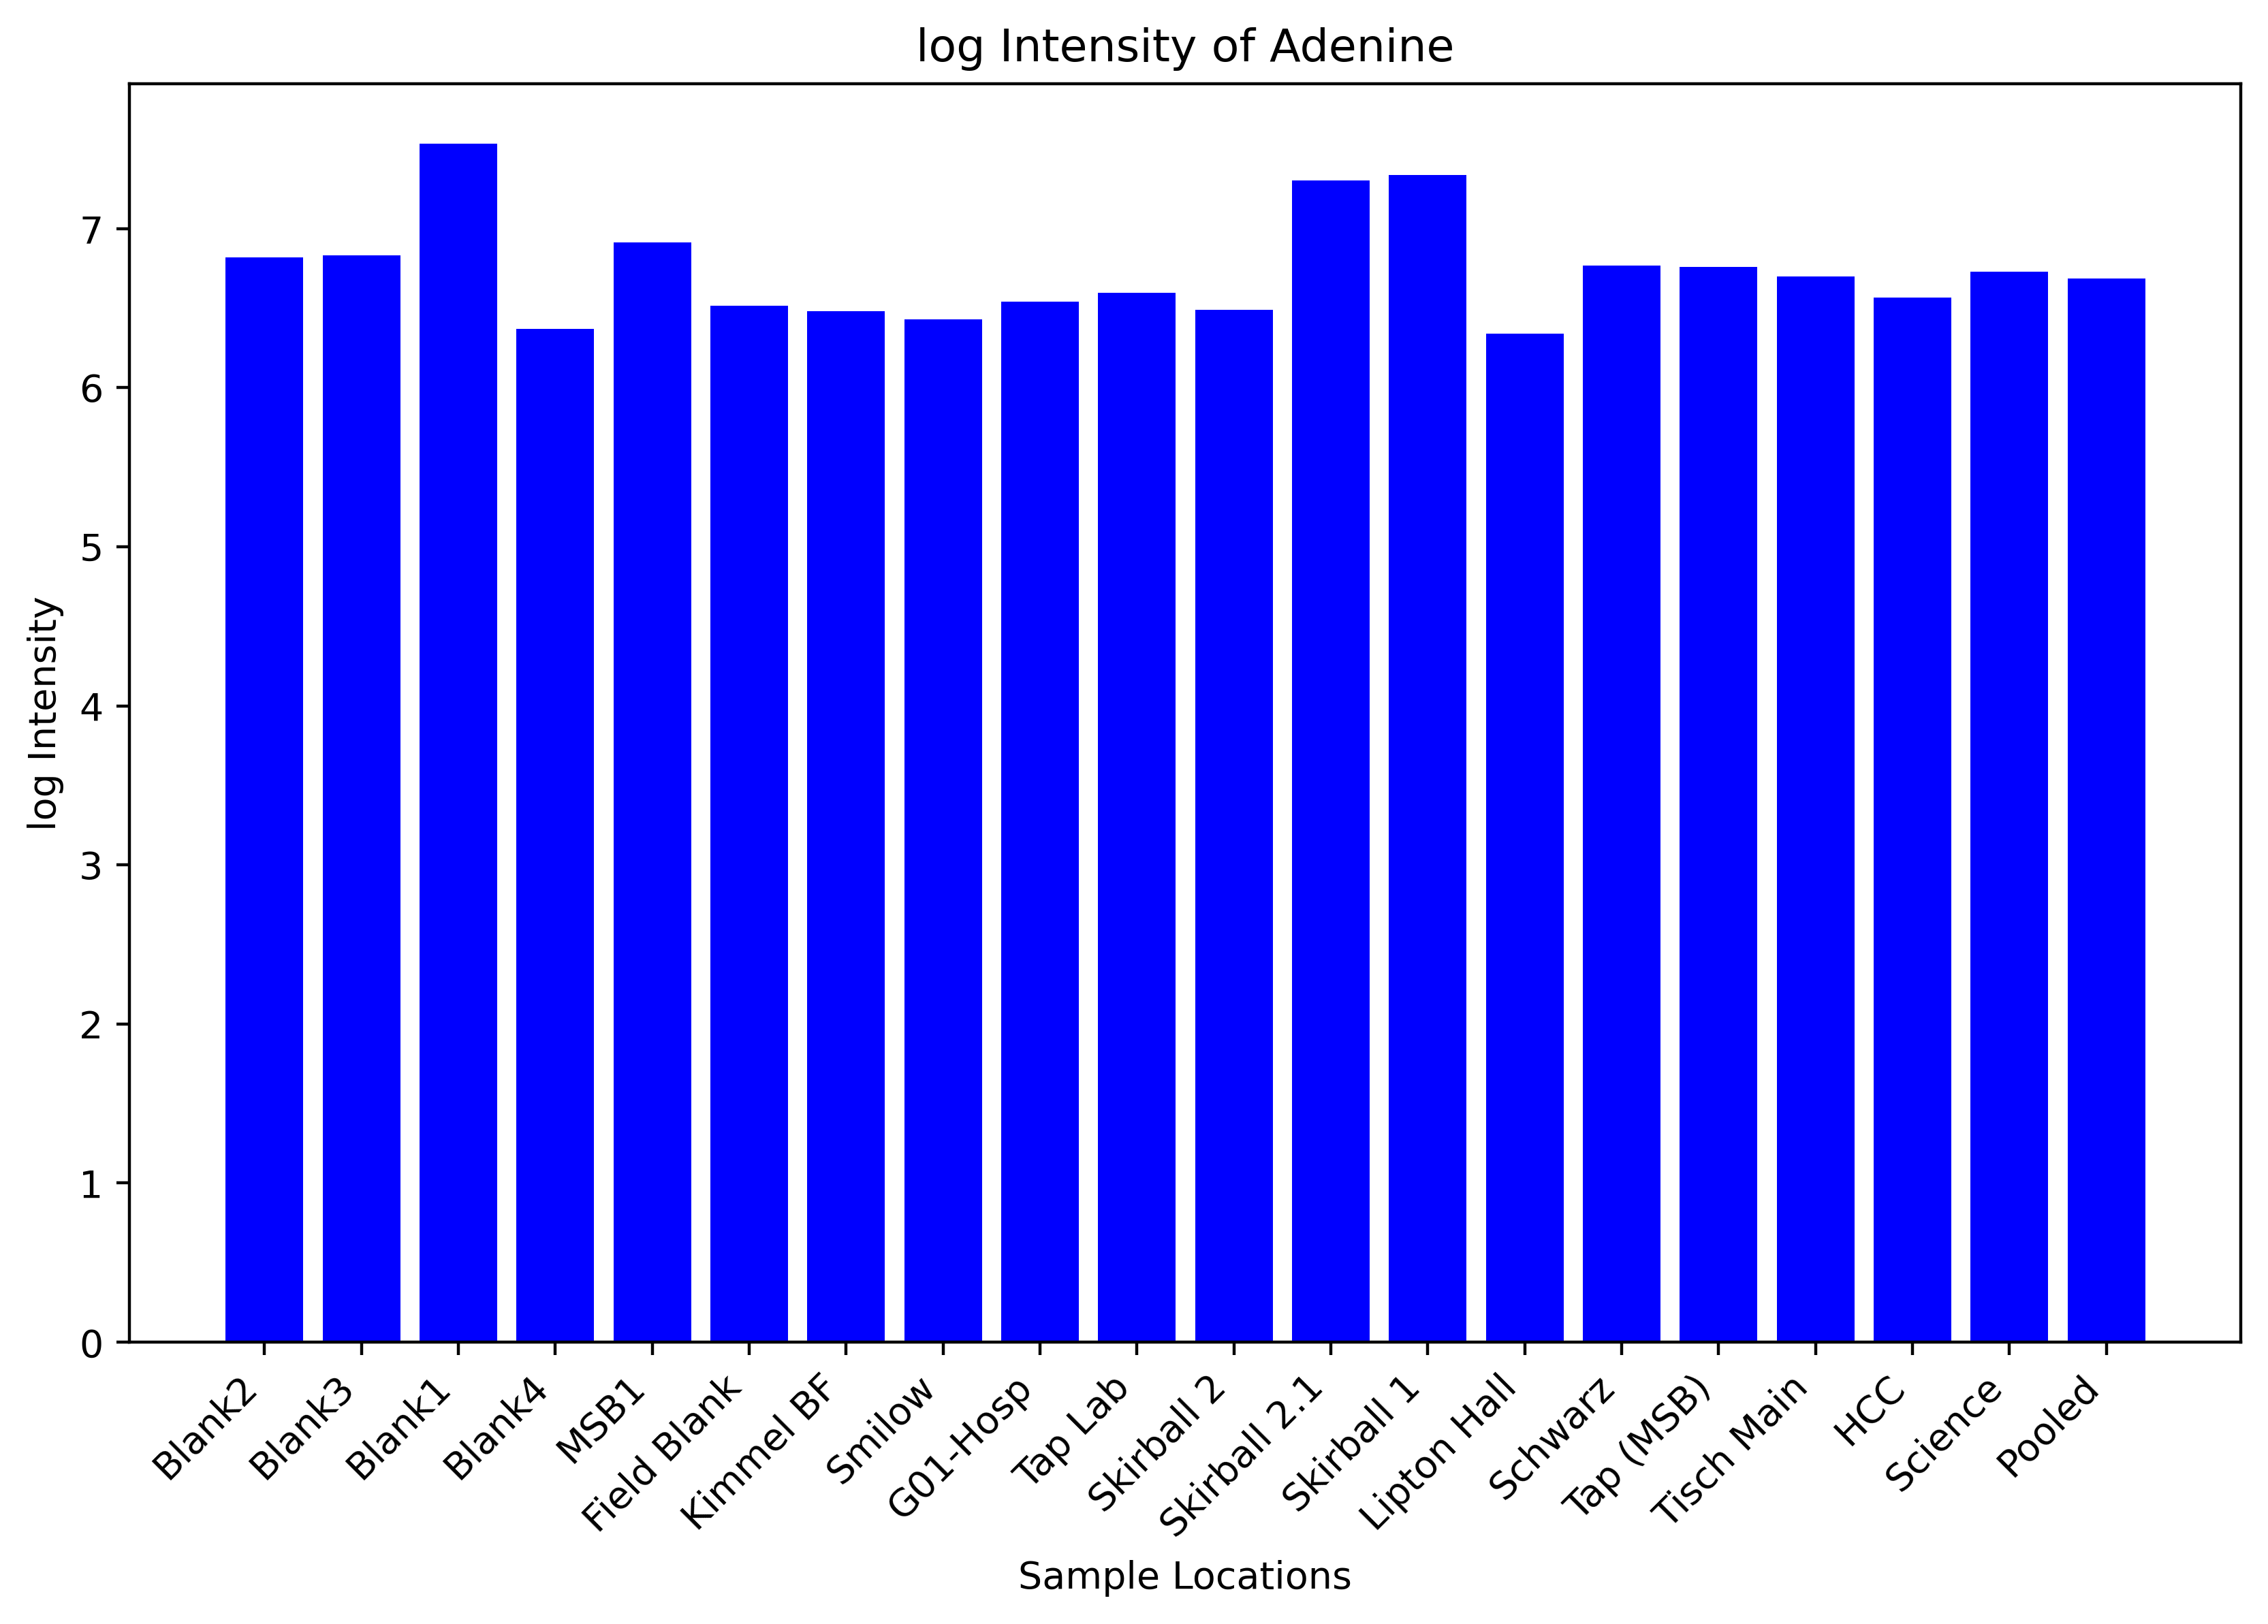 log Intensity of Adenine
log Intensity
7
6
5
4
3
2
1
0
Blank2
Blank3
Blank1
Blank4
MSB1
Field Blank
Kimmel BF
Smilow
G01-Hosp
Tap Lab
Skirball 2
Skirball 2.1
Skirball 1
Lipton Hall
Schwarz
Tap (MSB)
Tisch Main
HCC
Science
Pooled
Sample Locations